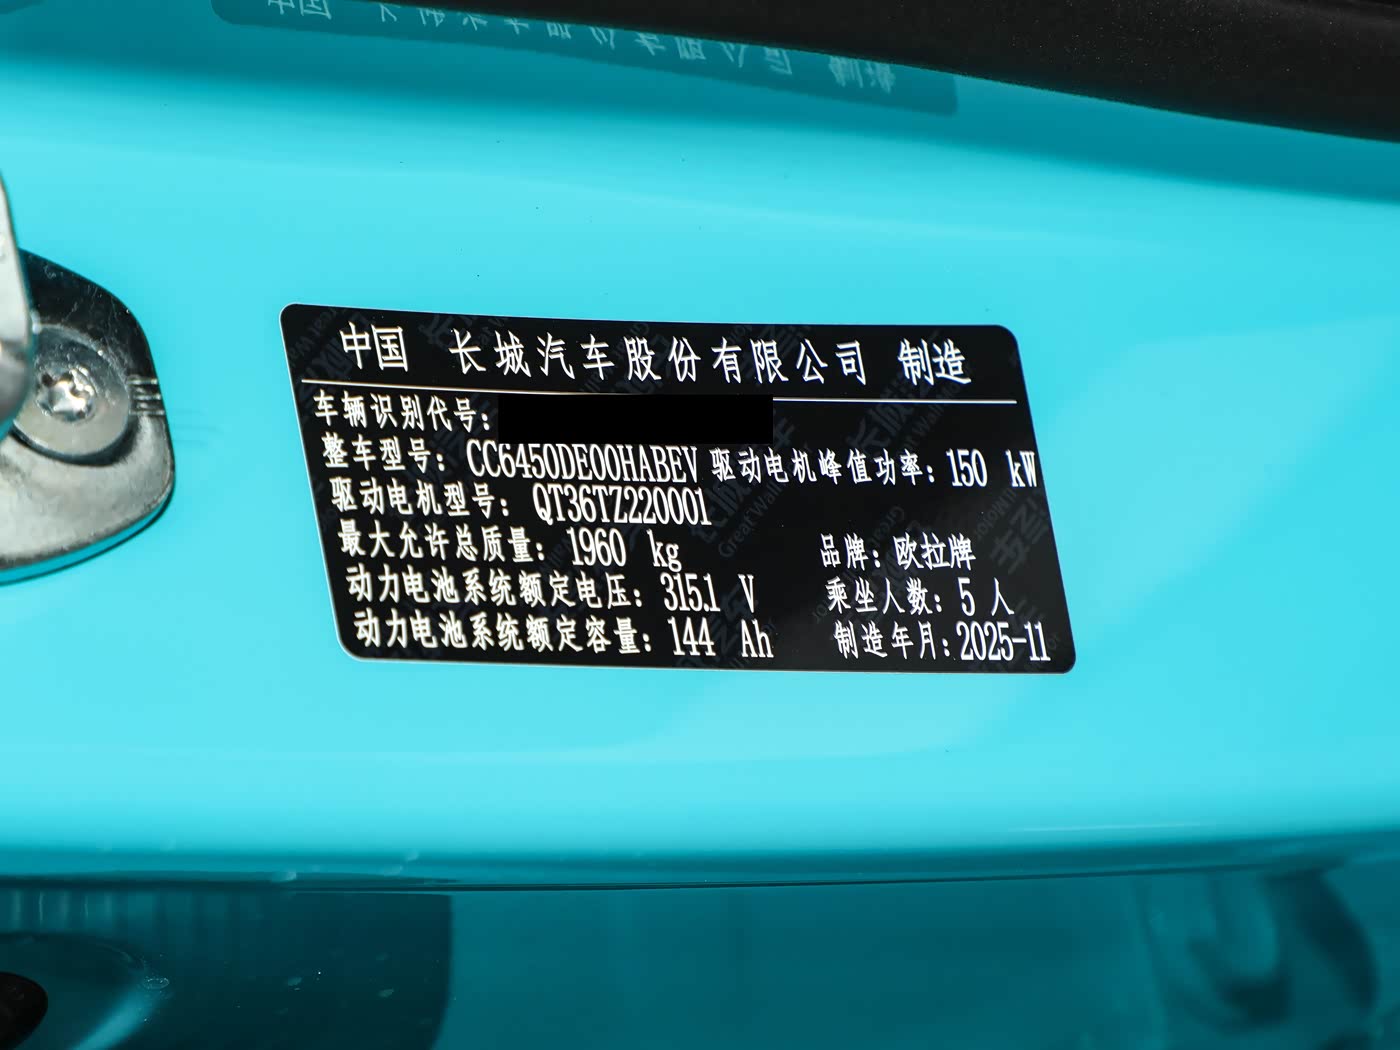 中国 长城汽车股份有限公司 制造
车辆识别代号：
整车型号：CC6450DE00HABEV 驱动电机峰值功率：150 kW
驱动电机型号：QT36TZ220001
最大允许总质量：1960 kg 品牌：欧拉牌
动力电池系统额定电压：315.1 V 乘坐人数：5 人
动力电池系统额定容量：144 Ah 制造年月：2025-11